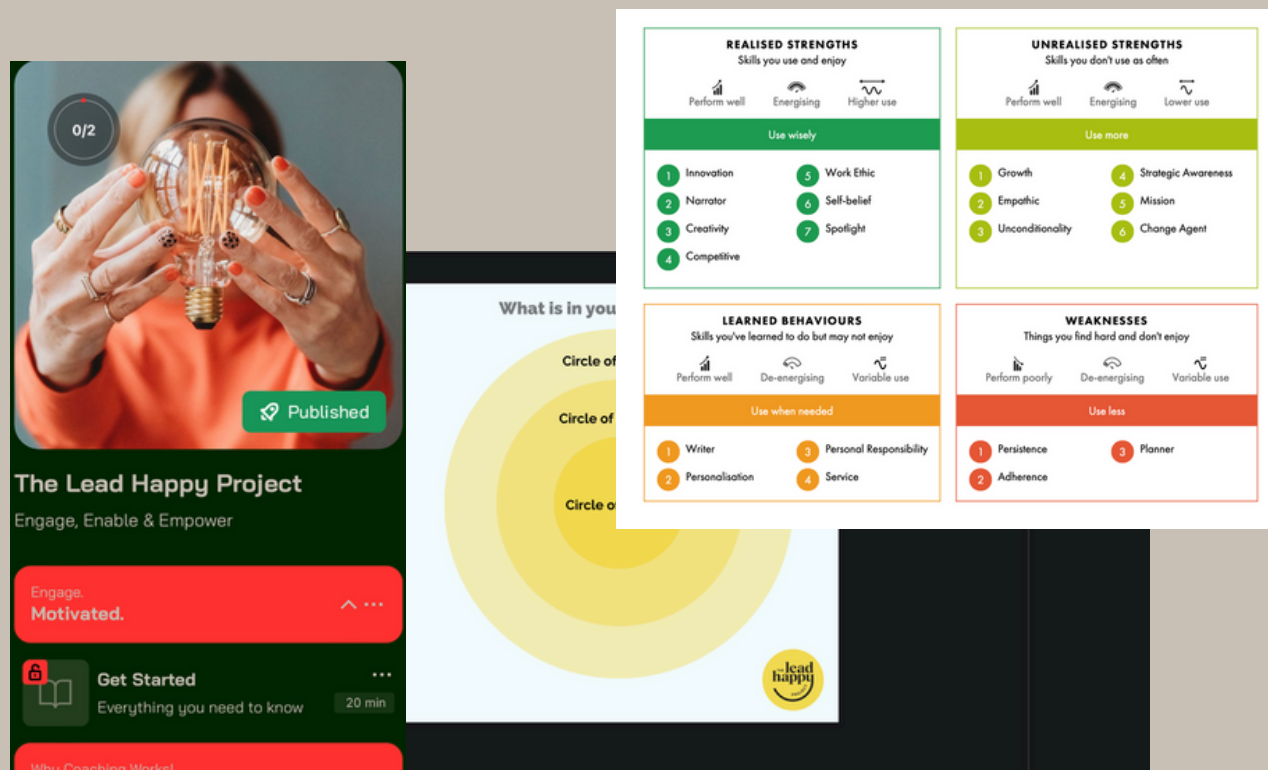 0/2
Published
The Lead Happy Project
Engage, Enable & Empower
Engage.
Motivated.
Get Started
Everything you need to know
20 min
Why Coaching Works!
What is in you
Circle of
Circle of
Circle o
the
lead
happy
PROJECT
REALISED STRENGTHS
Skills you use and enjoy
Perform well
Energising
Higher use
Use wisely
1 Innovation
2 Narrator
3 Creativity
4 Competitive
5 Work Ethic
6 Self-belief
7 Spotlight
UNREALISED STRENGTHS
Skills you don't use as often
Perform well
Energising
Lower use
Use more
1 Growth
2 Empathic
3 Unconditionality
4 Strategic Awareness
5 Mission
6 Change Agent
LEARNED BEHAVIOURS
Skills you've learned to do but may not enjoy
Perform well
De-energising
Variable use
Use when needed
1 Writer
2 Personalisation
3 Personal Responsibility
4 Service
WEAKNESSES
Things you find hard and don't enjoy
Perform poorly
De-energising
Variable use
Use less
1 Persistence
2 Adherence
3 Planner